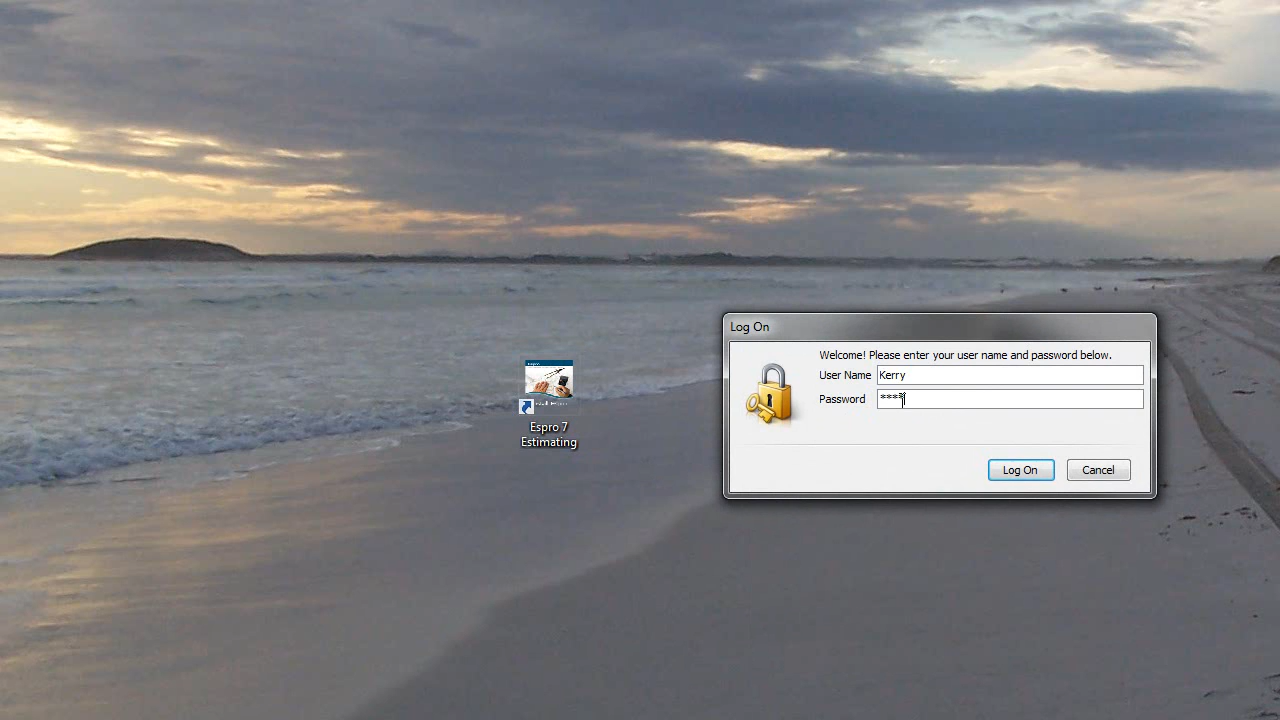 Log On
Welcome! Please enter your user name and password below.
User Name Kerry
Password ****
Log On Cancel
Espro 7
Estimating